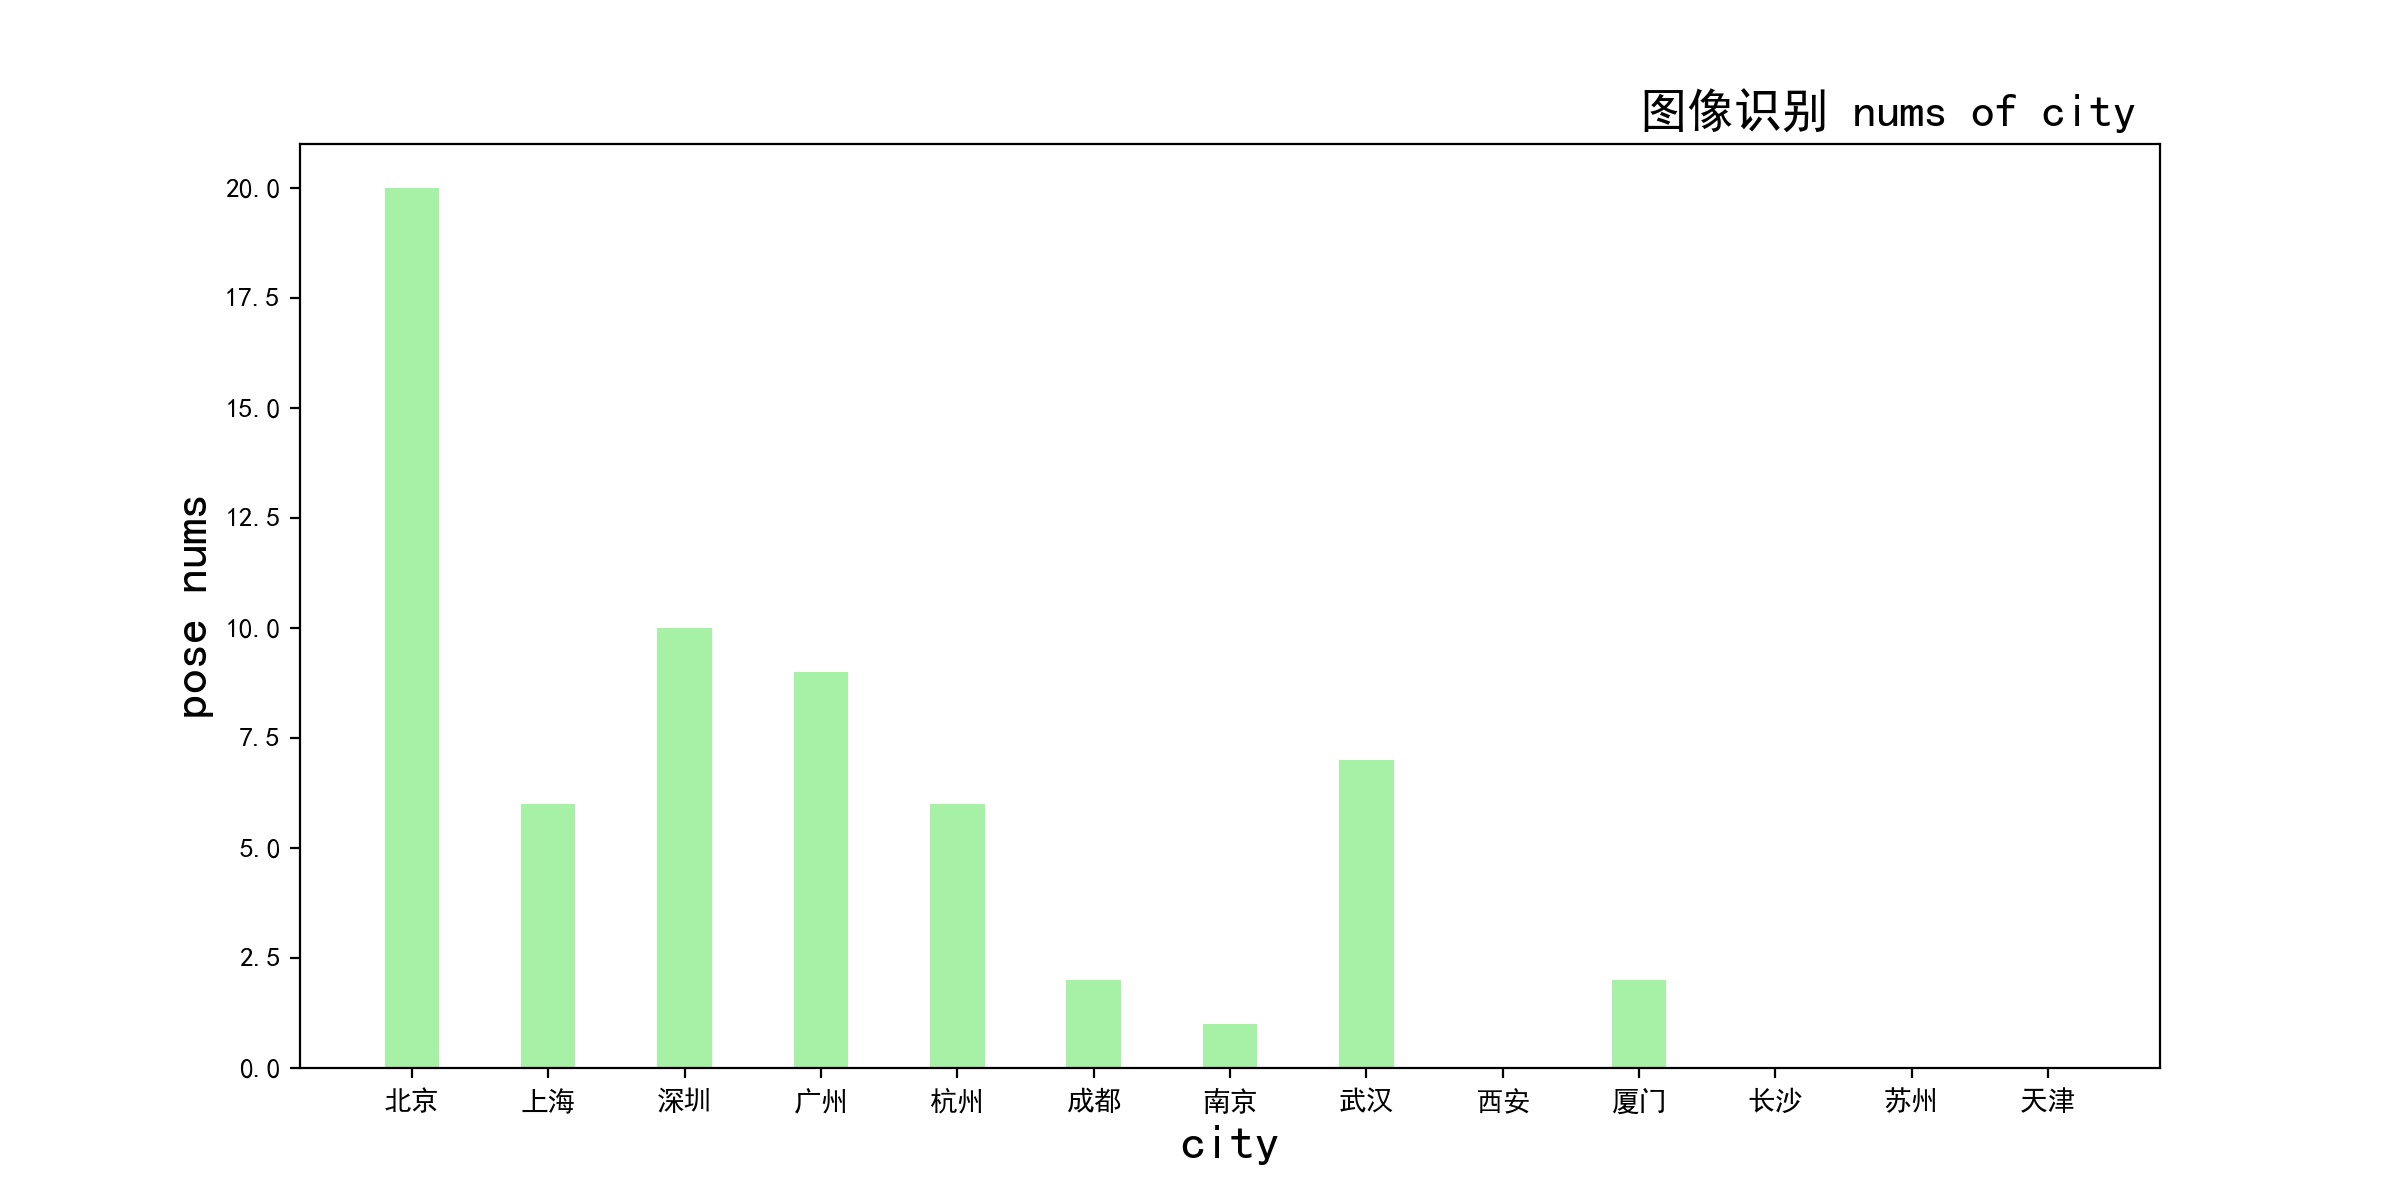 图像识别 nums of city
20.0
17.5
15.0
12.5
10.0
7.5
5.0
2.5
0.0
pose nums
北京 上海 深圳 广州 杭州 成都 南京 武汉 西安 厦门 长沙 苏州 天津
city